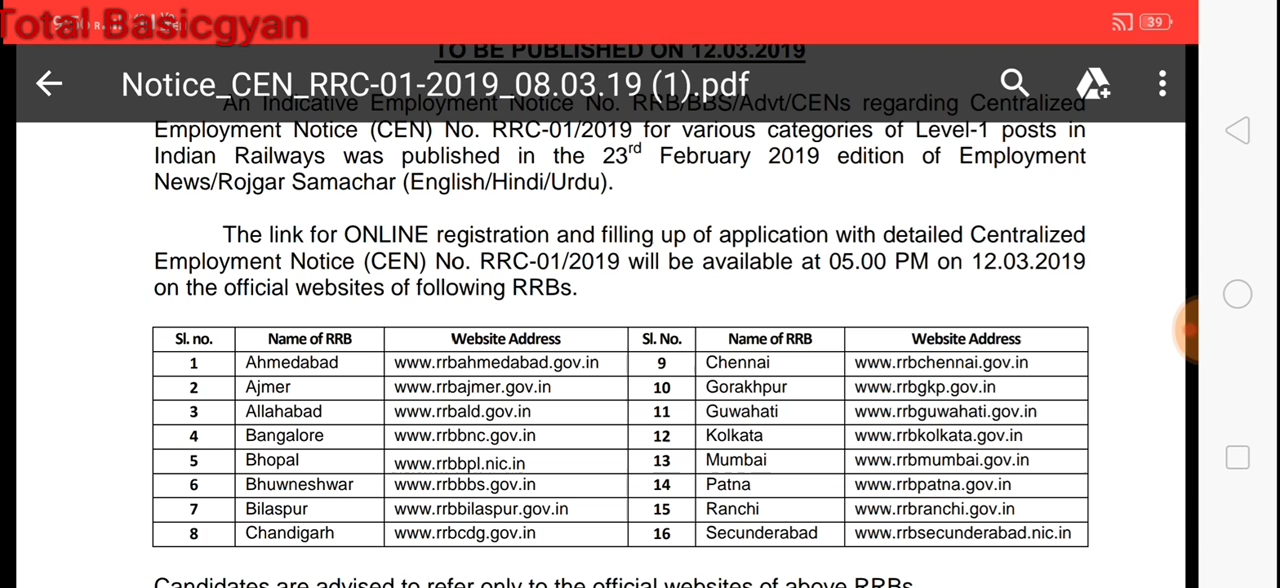 Total Basicgyan
39
TO BE PUBLISHED ON 12.03.2019
Notice_CEN_RRC-01-2019_08.03.19 (1).pdf
An Indicative Employment Notice No. RRB/BBS/Advt/CENs regarding Centralized
Employment Notice (CEN) No. RRC-01/2019 for various categories of Level-1 posts in
Indian Railways was published in the 23rd February 2019 edition of Employment
News/Rojgar Samachar (English/Hindi/Urdu).
The link for ONLINE registration and filling up of application with detailed Centralized
Employment Notice (CEN) No. RRC-01/2019 will be available at 05.00 PM on 12.03.2019
on the official websites of following RRBs.
Sl. no. Name of RRB Website Address Sl. No. Name of RRB Website Address
1 Ahmedabad www.rrbahmedabad.gov.in 9 Chennai www.rrbchennai.gov.in
2 Ajmer www.rrbajmer.gov.in 10 Gorakhpur www.rrbgkp.gov.in
3 Allahabad www.rrbald.gov.in 11 Guwahati www.rrbguwahati.gov.in
4 Bangalore www.rrbbnc.gov.in 12 Kolkata www.rrbkolkata.gov.in
5 Bhopal www.rrbbpl.nic.in 13 Mumbai www.rrbmumbai.gov.in
6 Bhuwneshwar www.rrbbbs.gov.in 14 Patna www.rrbpatna.gov.in
7 Bilaspur www.rrbbilaspur.gov.in 15 Ranchi www.rrbranchi.gov.in
8 Chandigarh www.rrbcdg.gov.in 16 Secunderabad www.rrbsecunderabad.nic.in
Candidates are advised to refer only to the official websites of above RRBs